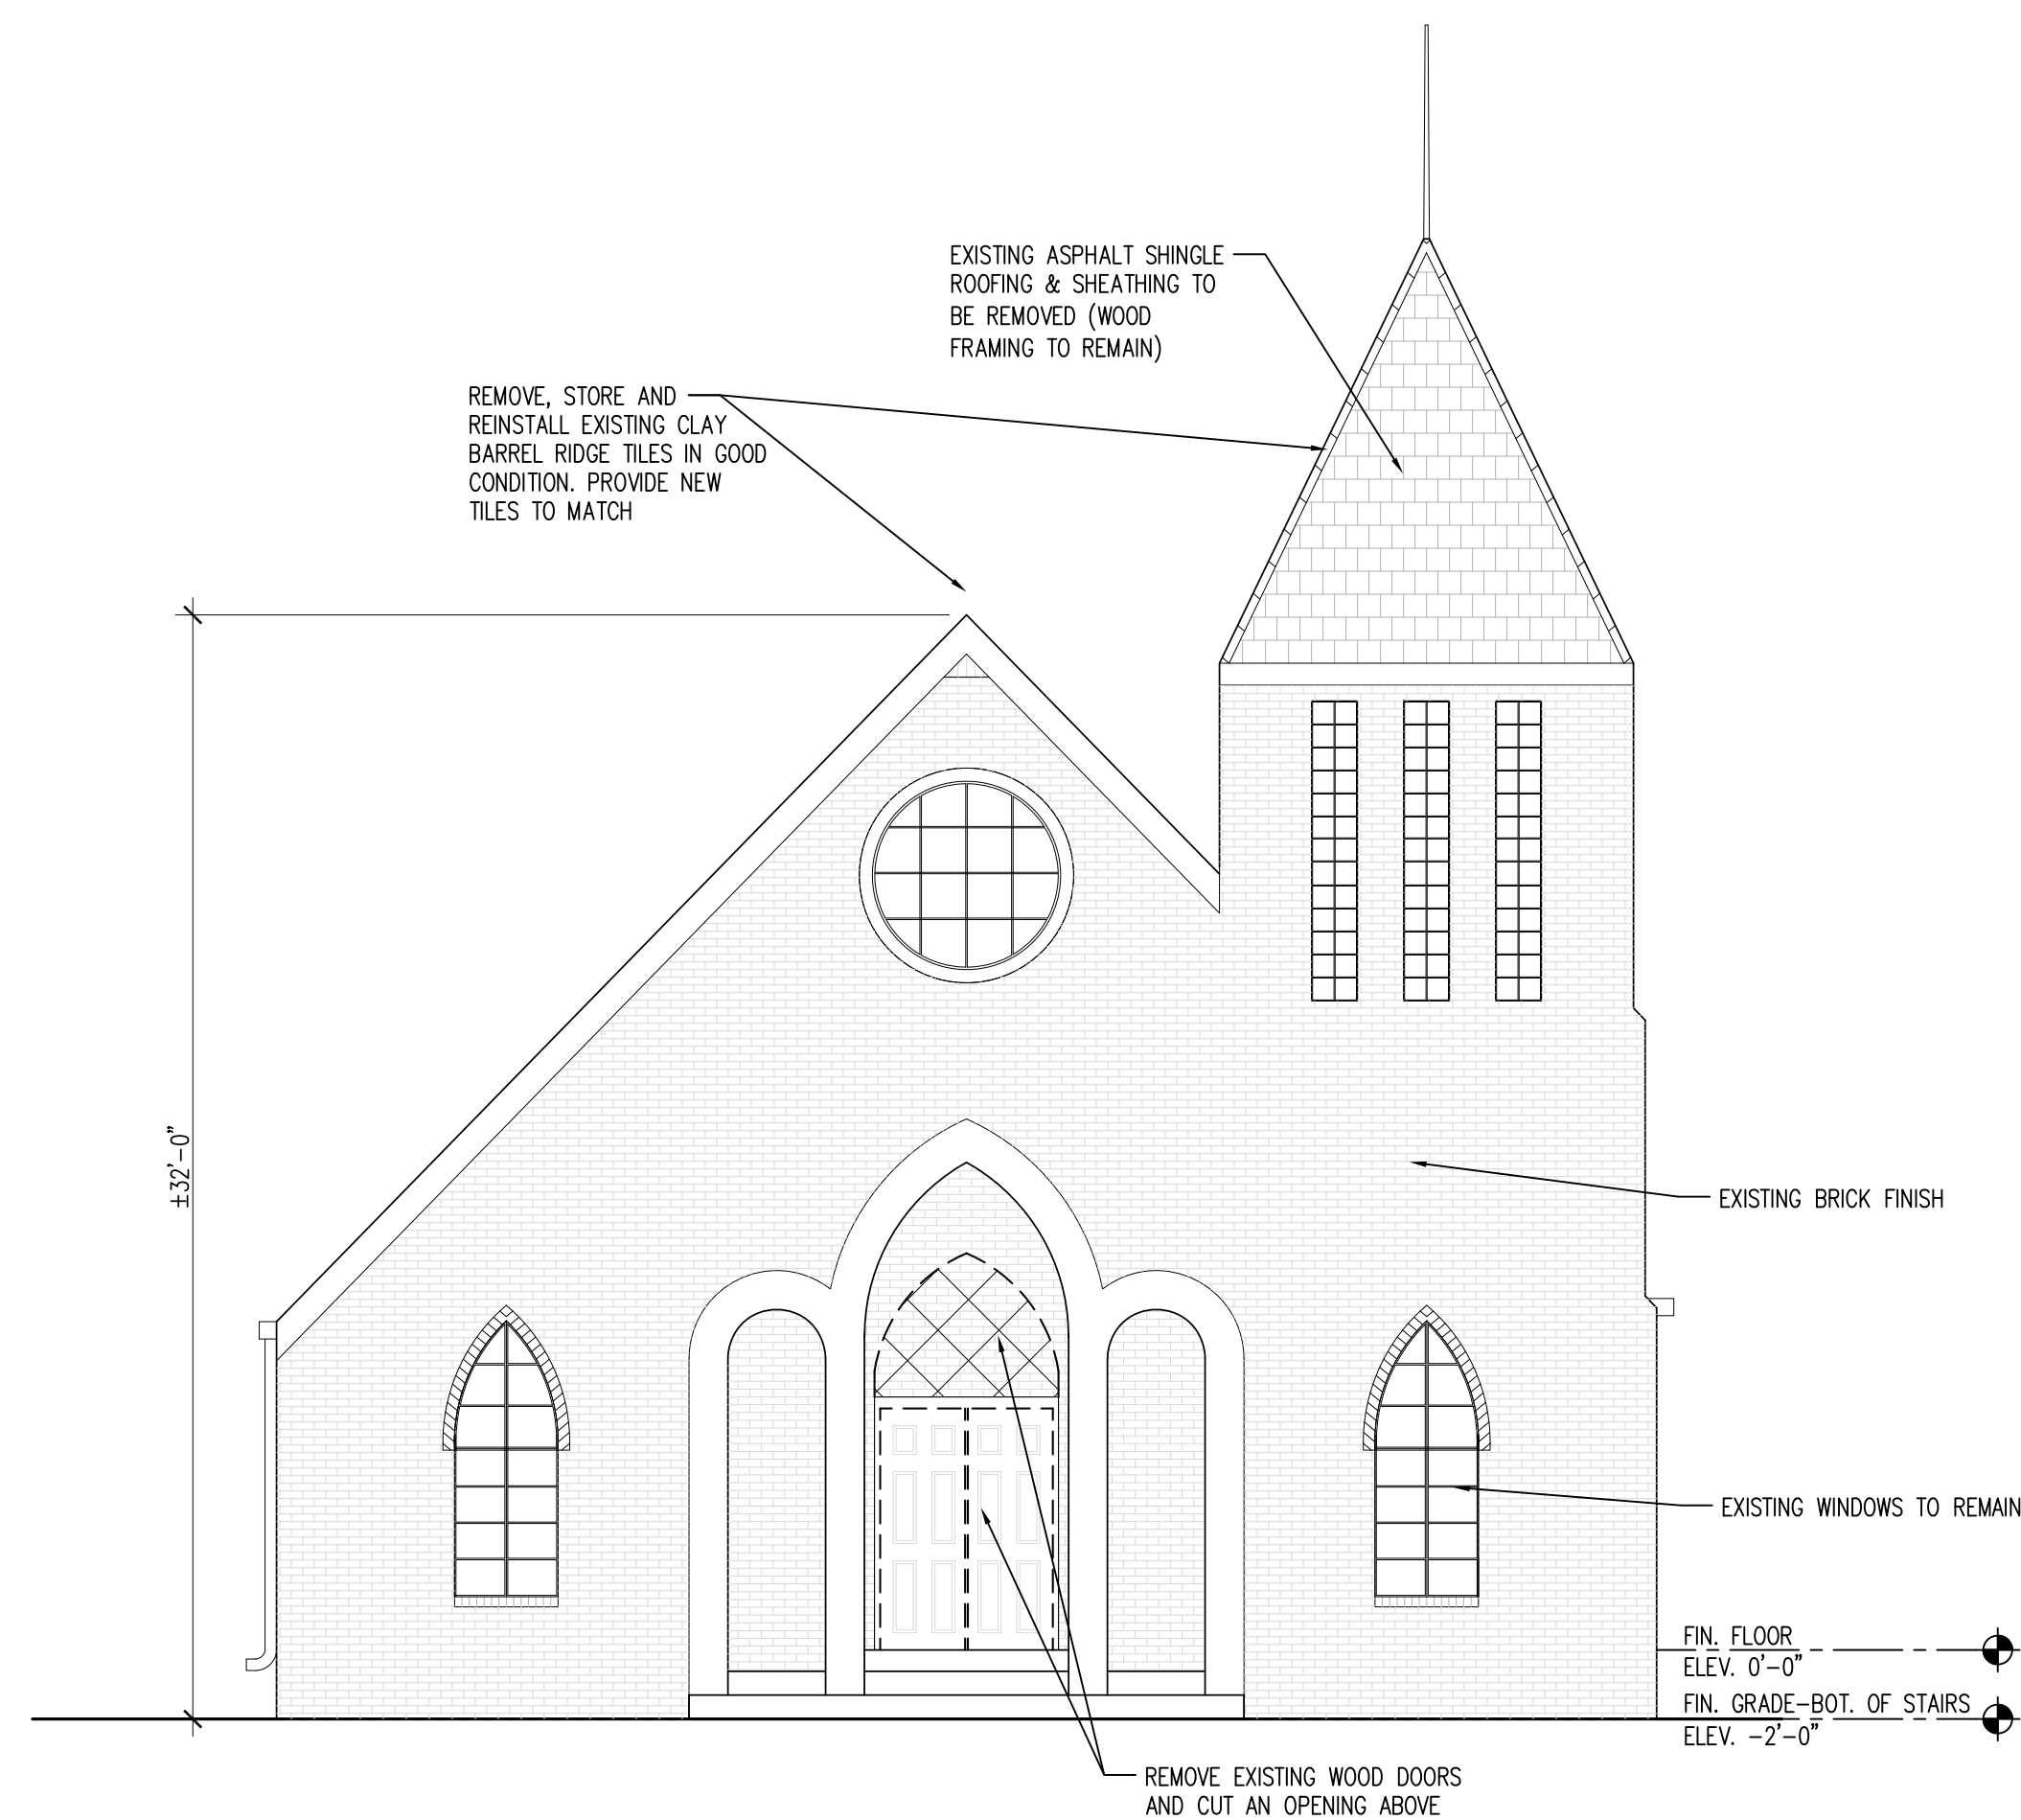 EXISTING ASPHALT SHINGLE
ROOFING & SHEATHING TO
BE REMOVED (WOOD
FRAMING TO REMAIN)
REMOVE, STORE AND
REINSTALL EXISTING CLAY
BARREL RIDGE TILES IN GOOD
CONDITION. PROVIDE NEW
TILES TO MATCH
±32'-0"
EXISTING BRICK FINISH
EXISTING WINDOWS TO REMAIN
FIN. FLOOR
ELEV. 0'-0"
FIN. GRADE-BOT. OF STAIRS
ELEV. -2'-0"
REMOVE EXISTING WOOD DOORS
AND CUT AN OPENING ABOVE